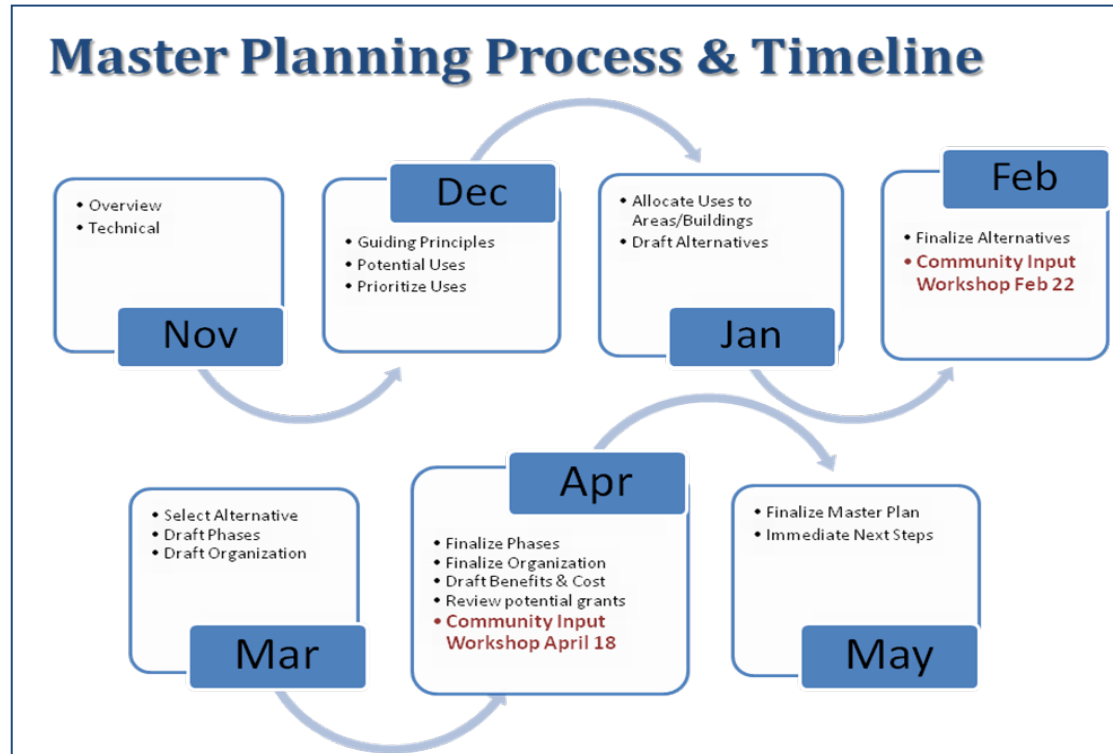 Master Planning Process & Timeline
• Overview
• Technical
Nov
Dec
• Guiding Principles
• Potential Uses
• Prioritize Uses
• Allocate Uses to
Areas/Buildings
• Draft Alternatives
Jan
Feb
• Finalize Alternatives
• Community Input
Workshop Feb 22
• Select Alternative
• Draft Phases
• Draft Organization
Mar
Apr
• Finalize Phases
• Finalize Organization
• Draft Benefits & Cost
• Review potential grants
• Community Input
Workshop April 18
• Finalize Master Plan
• Immediate Next Steps
May